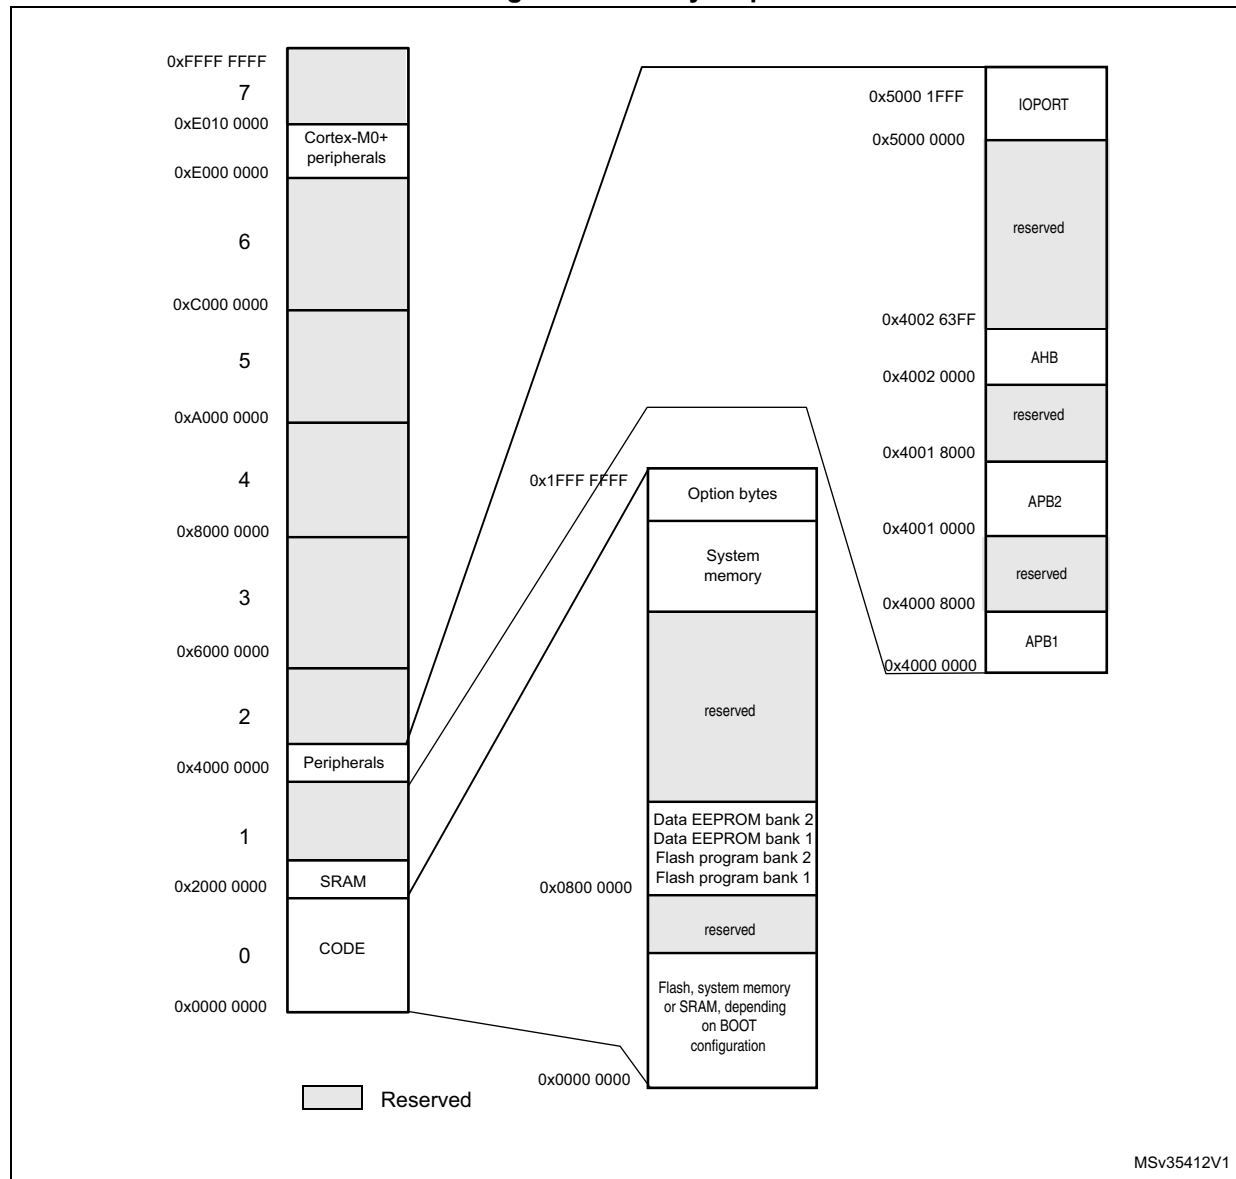 0xFFFF FFFF
7
0xE010 0000
Cortex-M0+
peripherals
0xE000 0000
6
0xC000 0000
5
0xA000 0000
4
0x8000 0000
3
0x6000 0000
2
Peripherals
0x4000 0000
1
SRAM
0x2000 0000
CODE
0
0x0000 0000
Reserved
0x1FFF FFFF
Option bytes
System
memory
reserved
Data EEPROM bank 2
Data EEPROM bank 1
Flash program bank 2
Flash program bank 1
0x0800 0000
reserved
Flash, system memory
or SRAM, depending
on BOOT
configuration
0x0000 0000
0x5000 1FFF
IOPORT
0x5000 0000
reserved
0x4002 63FF
AHB
0x4002 0000
reserved
0x4001 8000
APB2
0x4001 0000
reserved
0x4000 8000
APB1
0x4000 0000
MSv35412V1